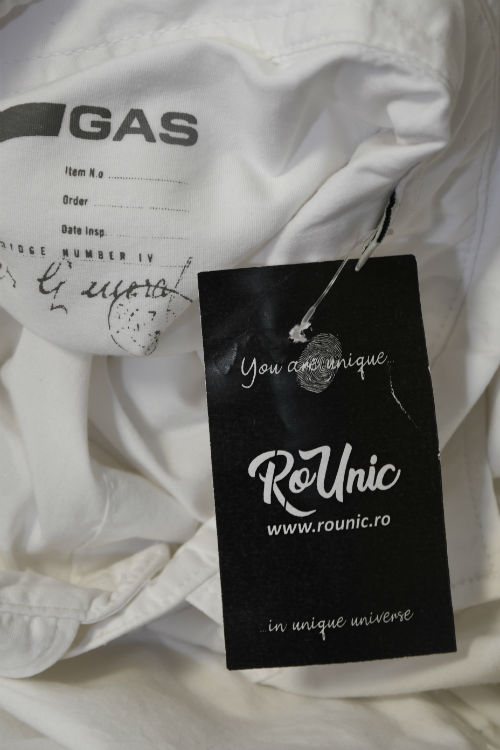 GAS
Item N.o
Order
Date Insp.
NUMBER IV
You are unique...
RoUnic
www.rounic.ro
...in unique universe